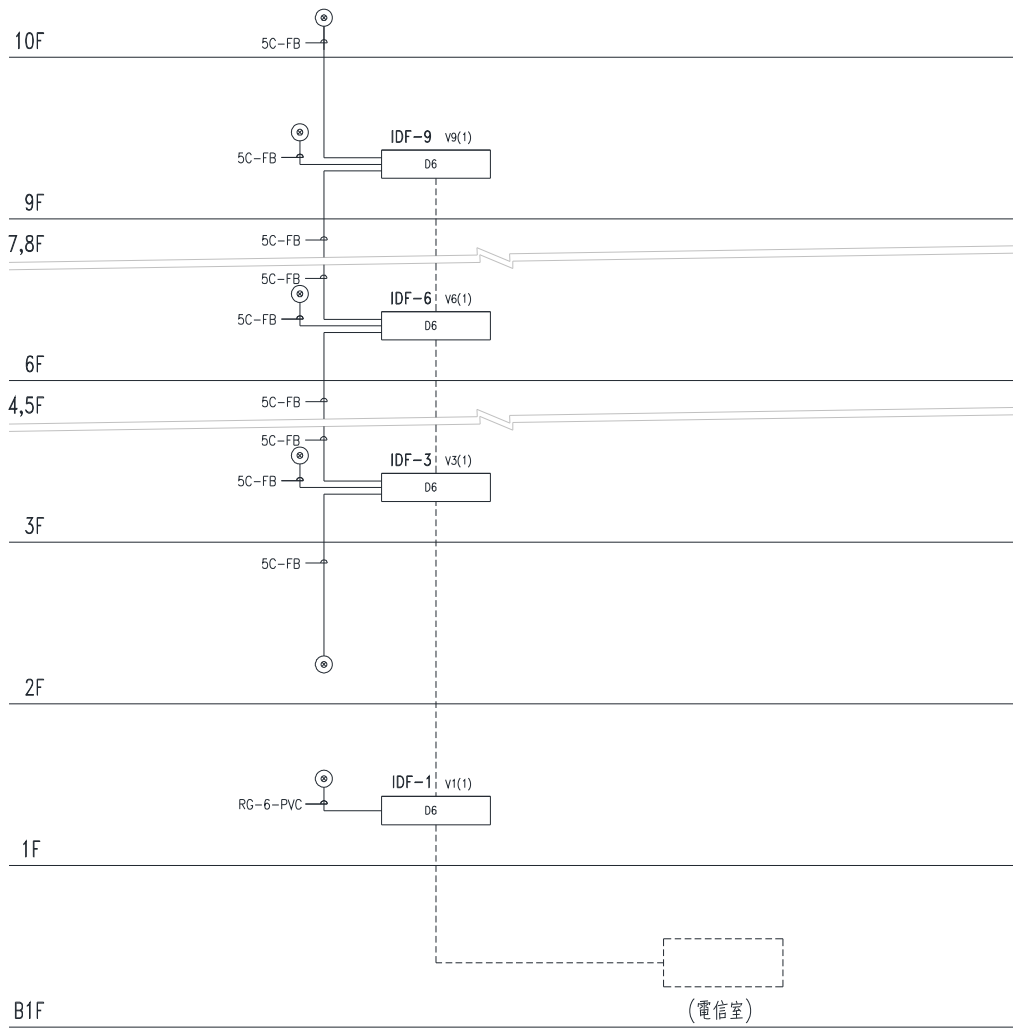 10F
5C-FB
IDF-9 V9(1)
5C-FB
D6
9F
7,8F
5C-FB
5C-FB
IDF-6 V6(1)
5C-FB
D6
6F
4,5F
5C-FB
5C-FB
IDF-3 V3(1)
5C-FB
D6
3F
5C-FB
2F
IDF-1 V1(1)
RG-6-PVC
D6
1F
B1F
(電信室)